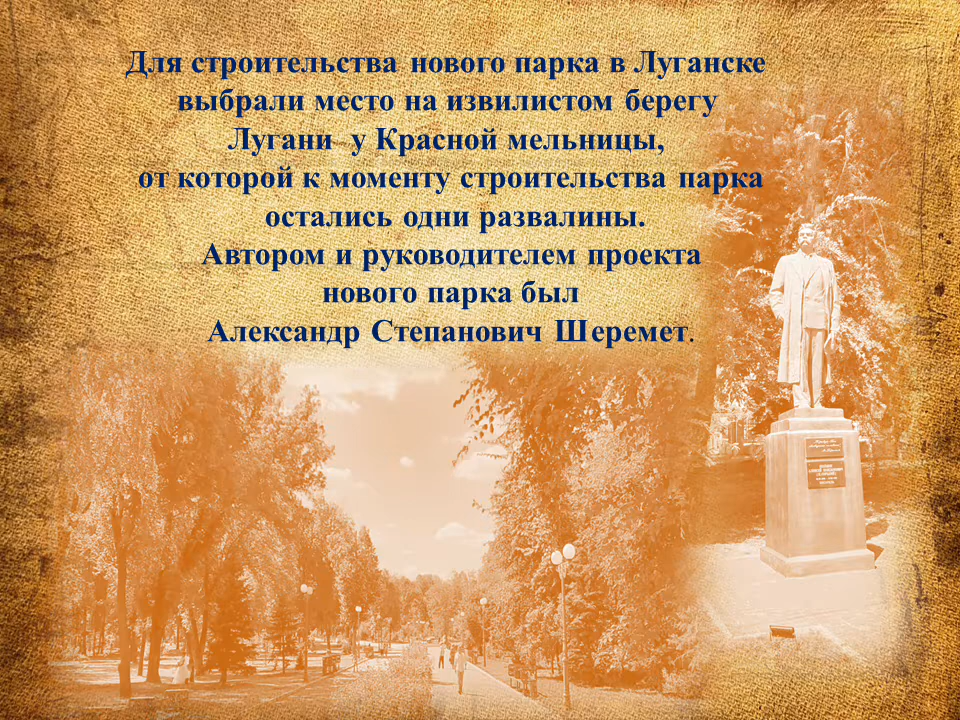 Для строительства нового парка в Луганске
выбрали место на извилистом берегу
Лугани у Красной мельницы,
от которой к моменту строительства парка
остались одни развалины.
Автором и руководителем проекта
нового парка был
Александр Степанович Шеремет.